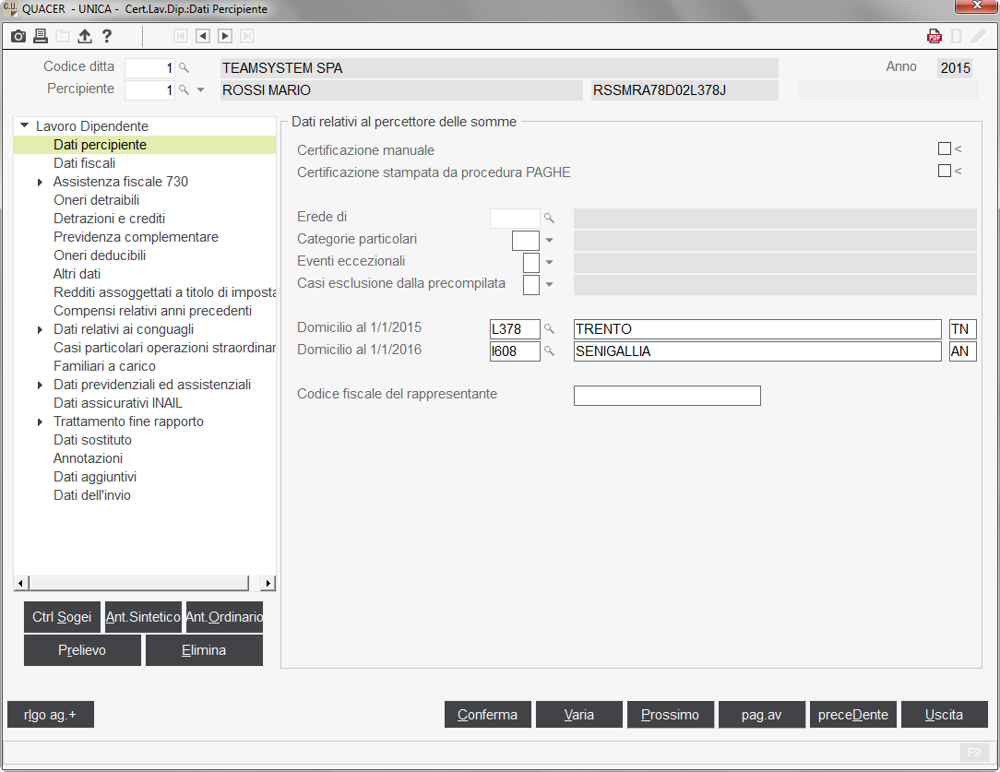 C.U. QUACER - UNICA - Cert.Lav.Dip.:Dati Percipiente
?
PDF
Codice ditta 1 TEAMSYSTEM SPA Anno 2015
Percipiente 1 ROSSI MARIO RSSMRA78D02L378J
Lavoro Dipendente
Dati percipiente
Dati fiscali
Assistenza fiscale 730
Oneri detraibili
Detrazioni e crediti
Previdenza complementare
Oneri deducibili
Altri dati
Redditi assoggettati a titolo di imposta
Compensi relativi anni precedenti
Dati relativi ai conguagli
Casi particolari operazioni straordinar
Familiari a carico
Dati previdenziali ed assistenziali
Dati assicurativi INAIL
Trattamento fine rapporto
Dati sostituto
Annotazioni
Dati aggiuntivi
Dati dell'invio
Ctrl Sogei Ant.Sintetico Ant.Ordinario
Prelievo Elimina
Dati relativi al percettore delle somme
Certificazione manuale <
Certificazione stampata da procedura PAGHE <
Erede di
Categorie particolari
Eventi eccezionali
Casi esclusione dalla precompilata
Domicilio al 1/1/2015 L378 TRENTO TN
Domicilio al 1/1/2016 I608 SENIGALLIA AN
Codice fiscale del rappresentante
rIgo ag.+ Conferma Varia Prossimo pag.av preceDente Uscita
F9